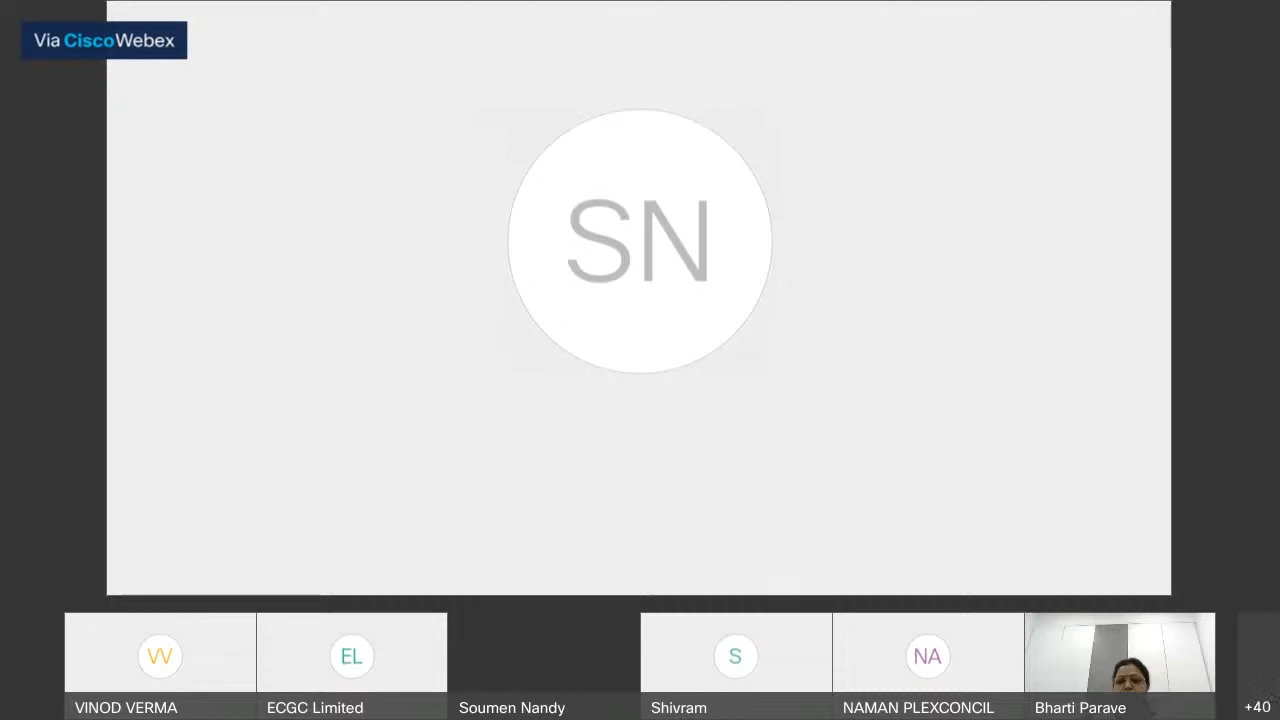 Via CiscoWebex
SN
VV
EL
S
NA
VINOD VERMA
ECGC Limited
Soumen Nandy
Shivram
NAMAN PLEXCONCIL
Bharti Parave
+40